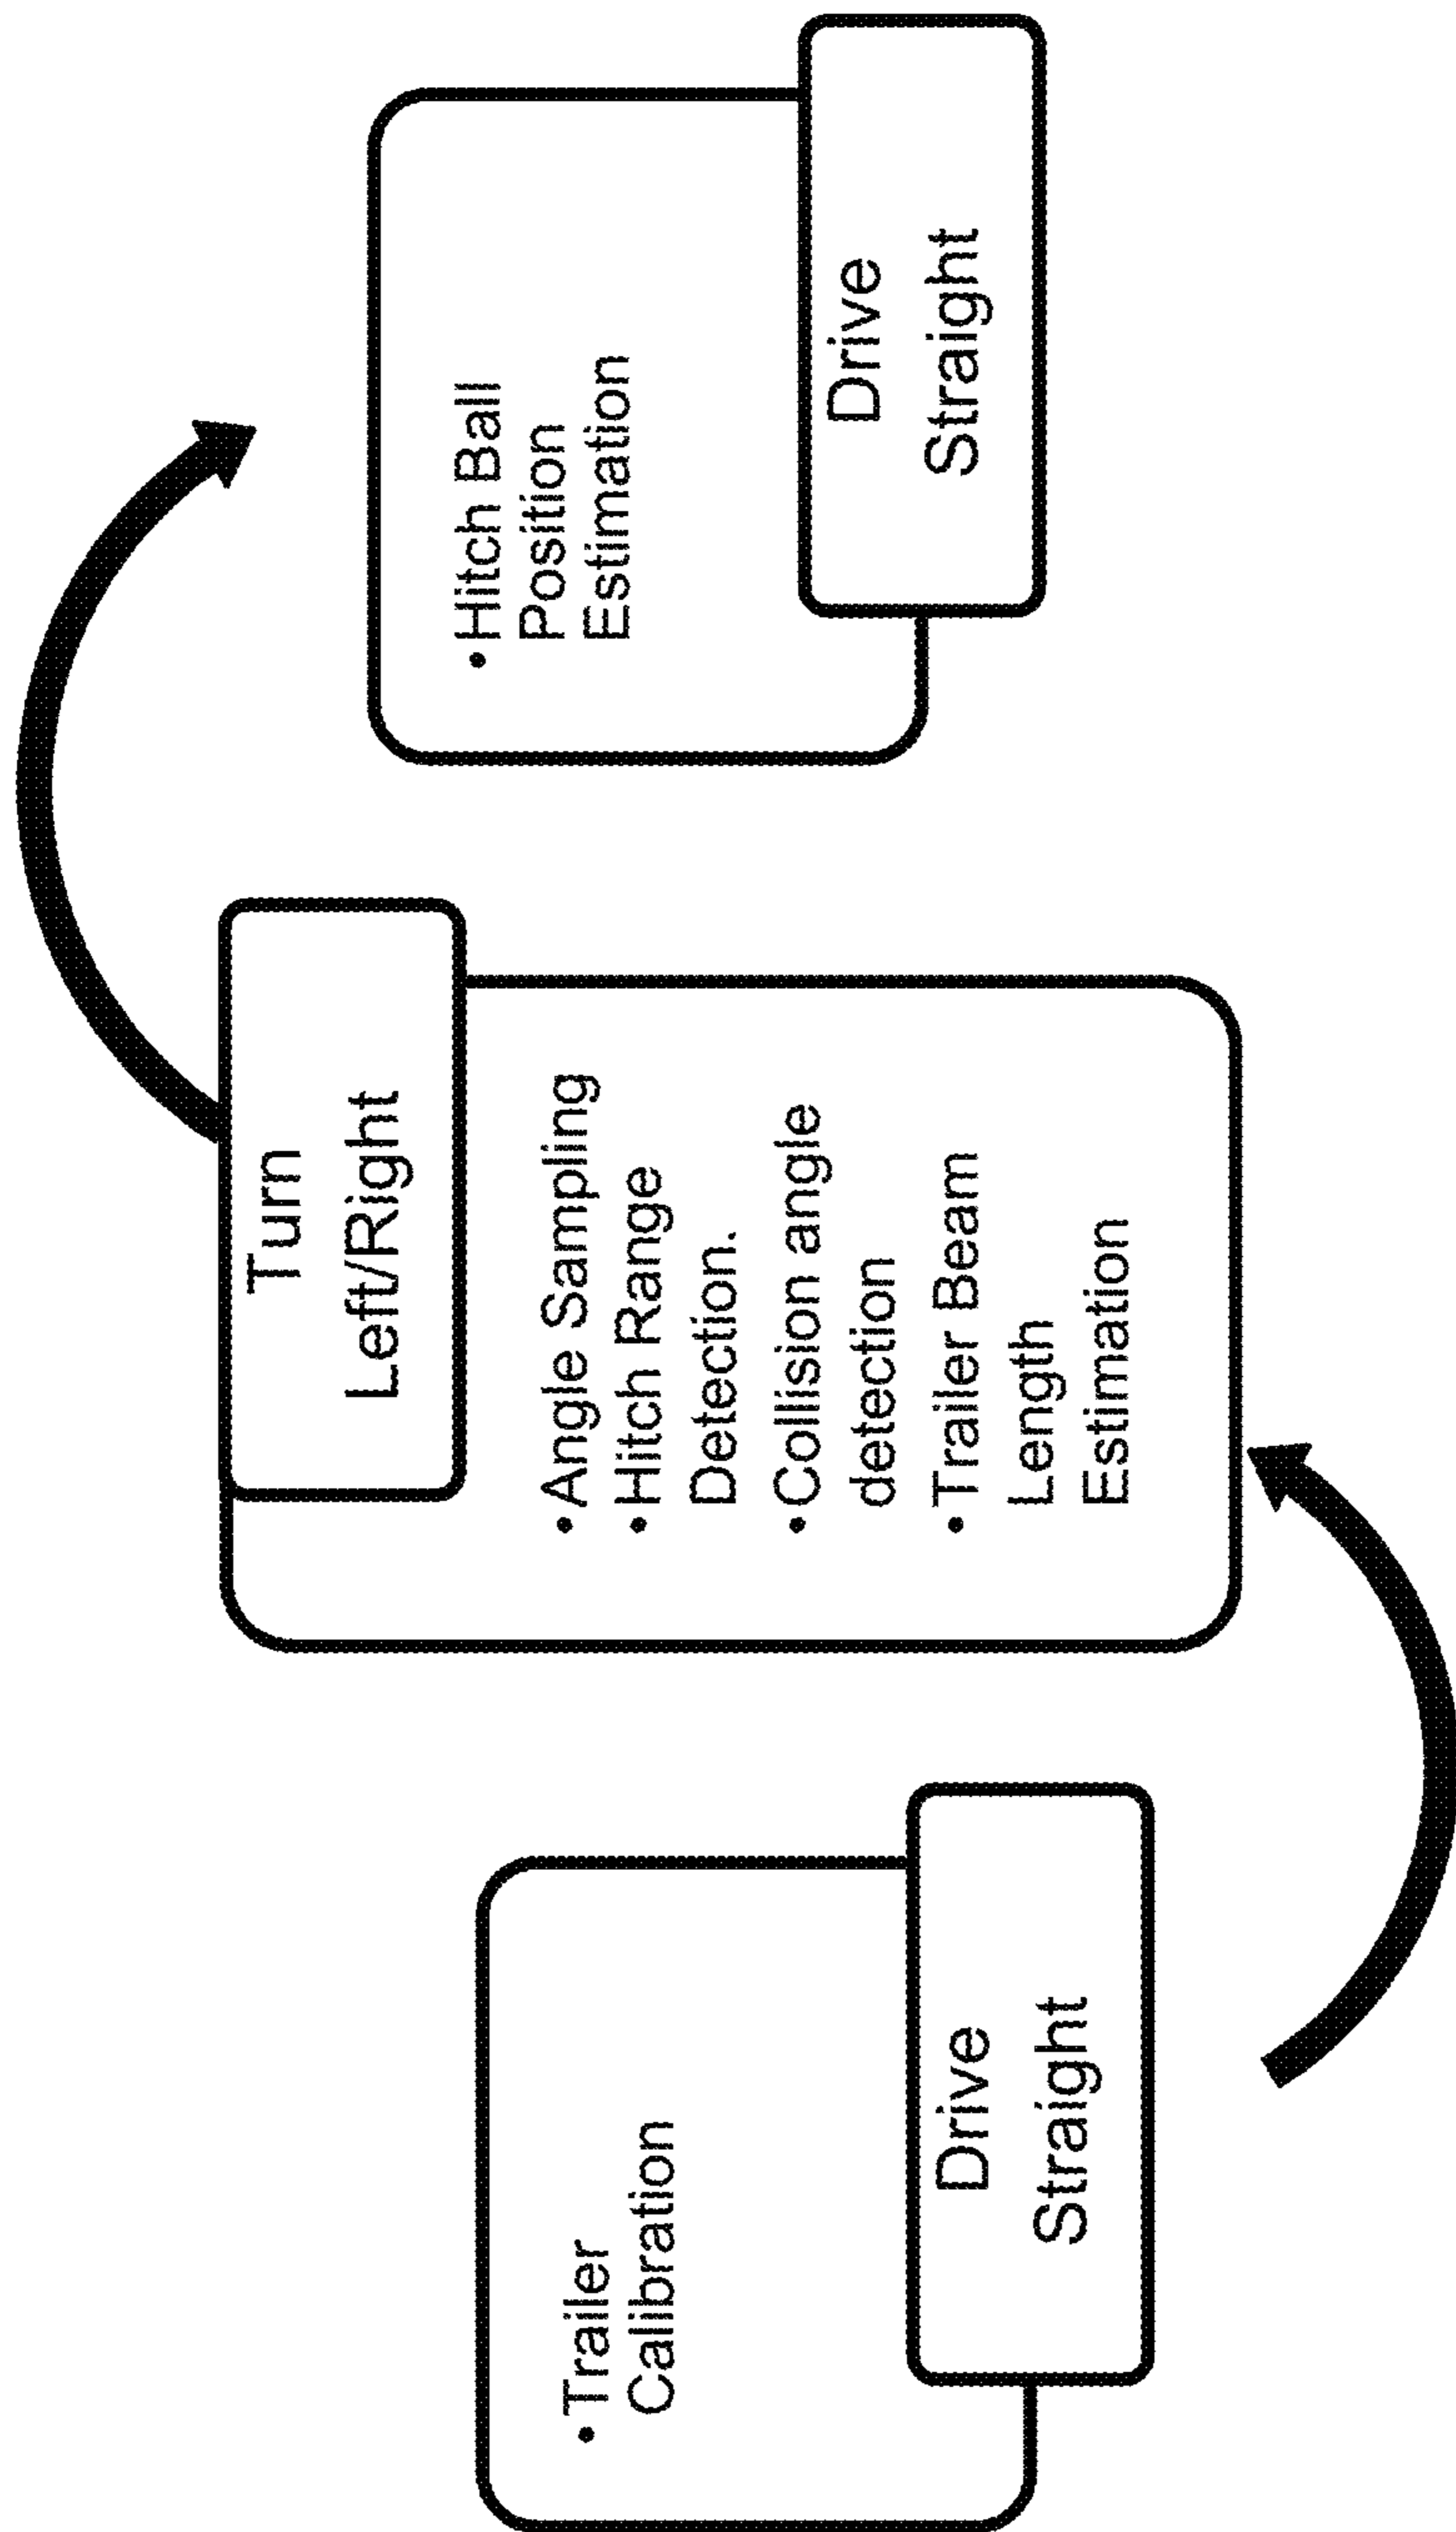 • Trailer
Calibration
Drive
Straight
Turn
Left/Right
• Angle Sampling
• Hitch Range
Detection.
• Collision angle
detection
• Trailer Beam
Length
Estimation
• Hitch Ball
Position
Estimation
Drive
Straight